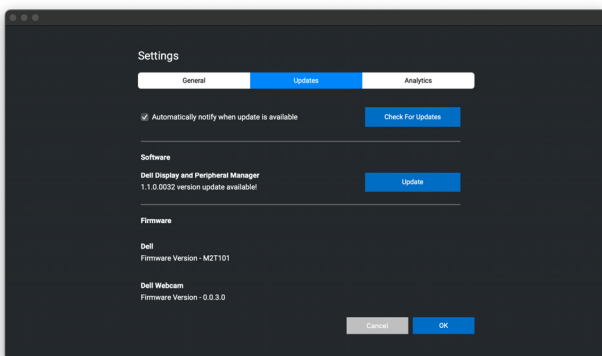 Settings
General
Updates
Analytics
Automatically notify when update is available
Check For Updates
Software
Dell Display and Peripheral Manager
1.1.0.0032 version update available!
Update
Firmware
Dell
Firmware Version - M2T101
Dell Webcam
Firmware Version - 0.0.3.0
Cancel
OK